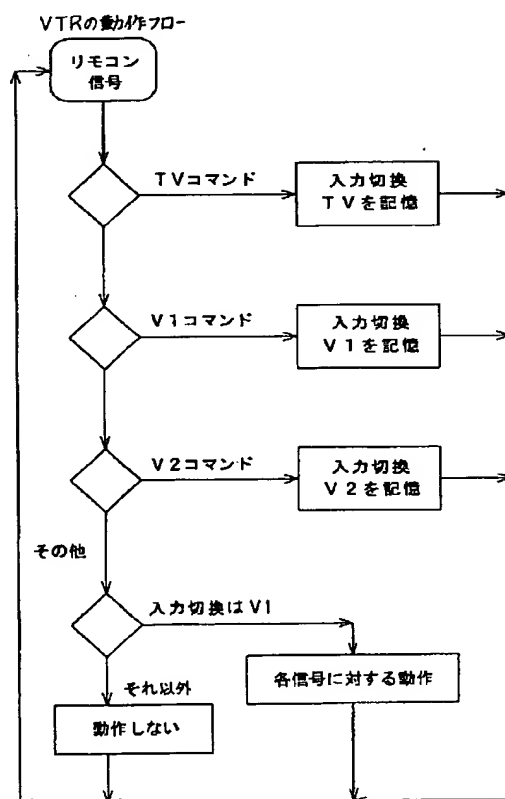 VTRの動作フロー
リモコン
信号
TVコマンド
入力切換
TVを記憶
V1コマンド
入力切換
V1を記憶
V2コマンド
入力切換
V2を記憶
その他
入力切換はV1
各信号に対する動作
それ以外
動作しない